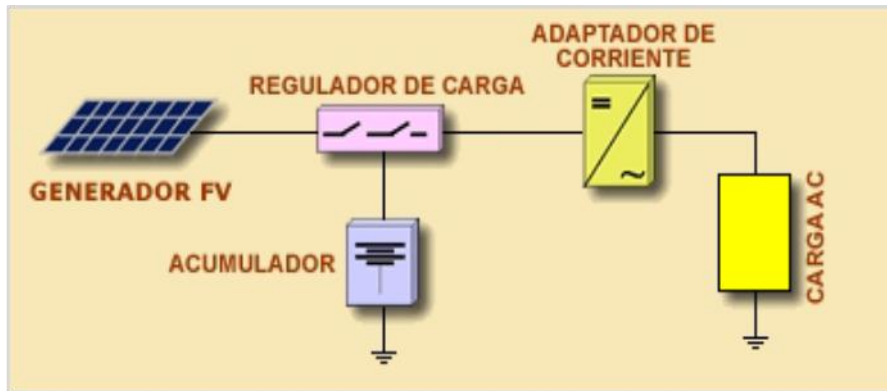 ADAPTADOR DE
CORRIENTE
REGULADOR DE CARGA
GENERADOR FV
ACUMULADOR
CARGA AC